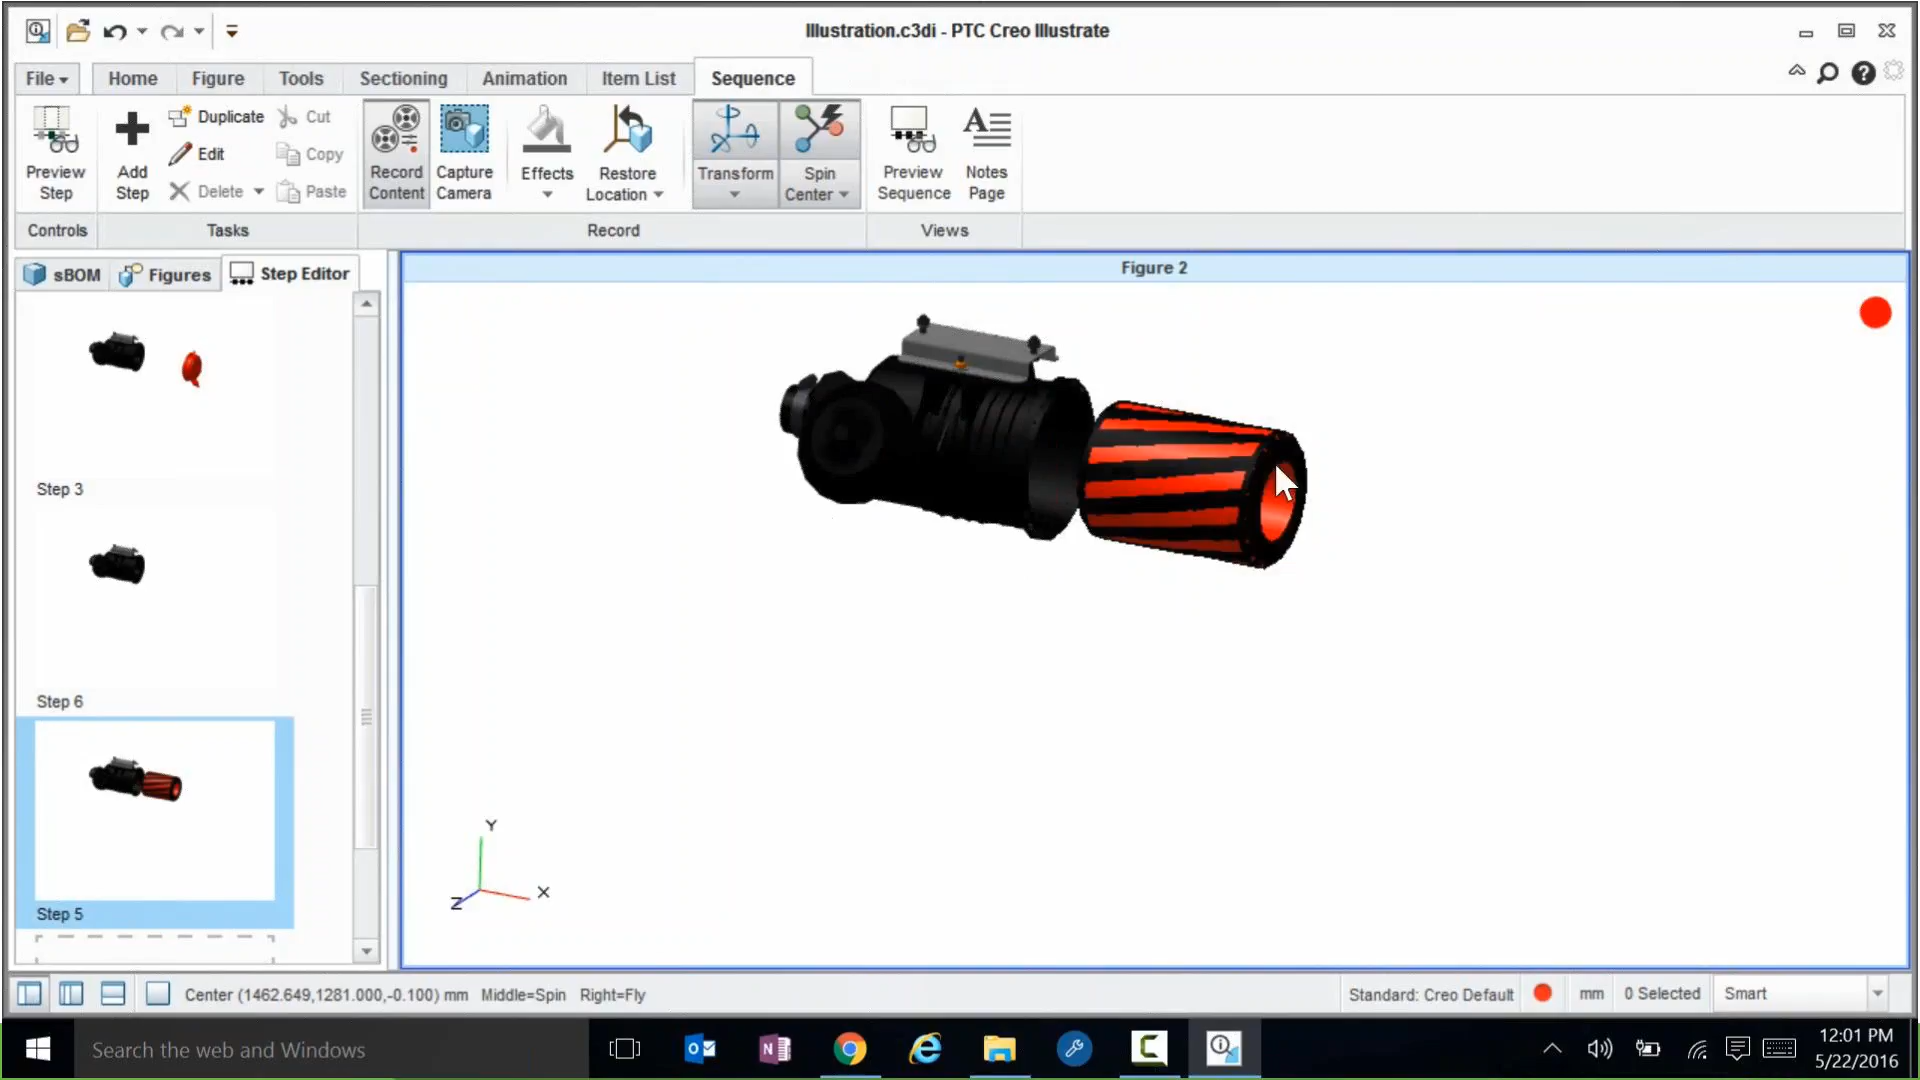 Illustration.c3di - PTC Creo Illustrate
File Home Figure Tools Sectioning Animation Item List Sequence
Preview Step
Add Step
Duplicate
Edit
Delete
Cut
Copy
Paste
Record Content
Capture Camera
Effects
Restore Location
Transform
Spin Center
Preview Sequence
Notes Page
Controls Tasks Record Views
sBOM Figures Step Editor
Figure 2
Step 3
Step 6
Step 5
Y
X
Z
Center (1462.649,1281.000,-0.100) mm Middle=Spin Right=Fly
Standard: Creo Default mm 0 Selected Smart
Search the web and Windows
12:01 PM
5/22/2016